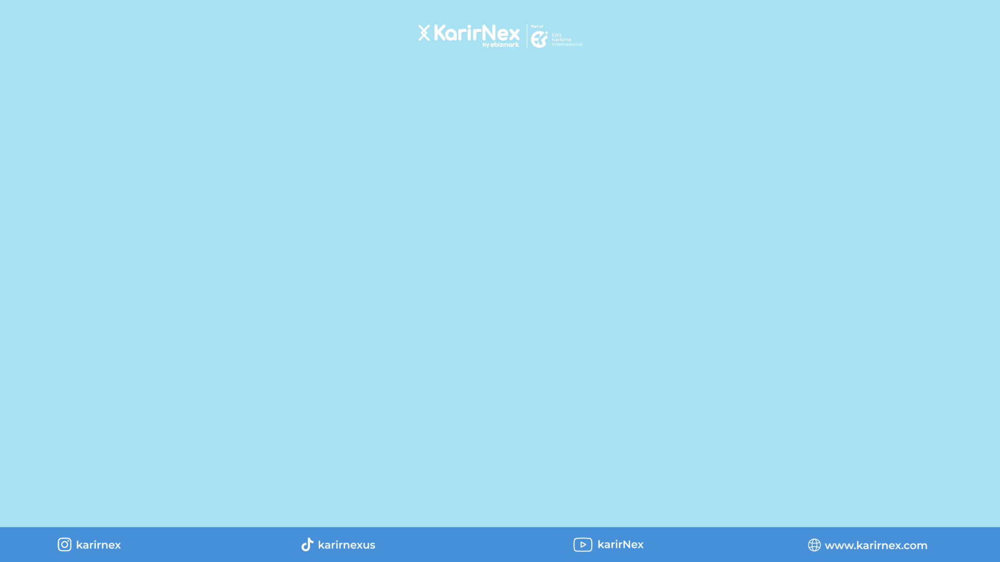 KarirNex
by ebizmark
Part of
Ebiz
Karisma
Internasional
karirnex
karirnexus
karirNex
www.karirnex.com